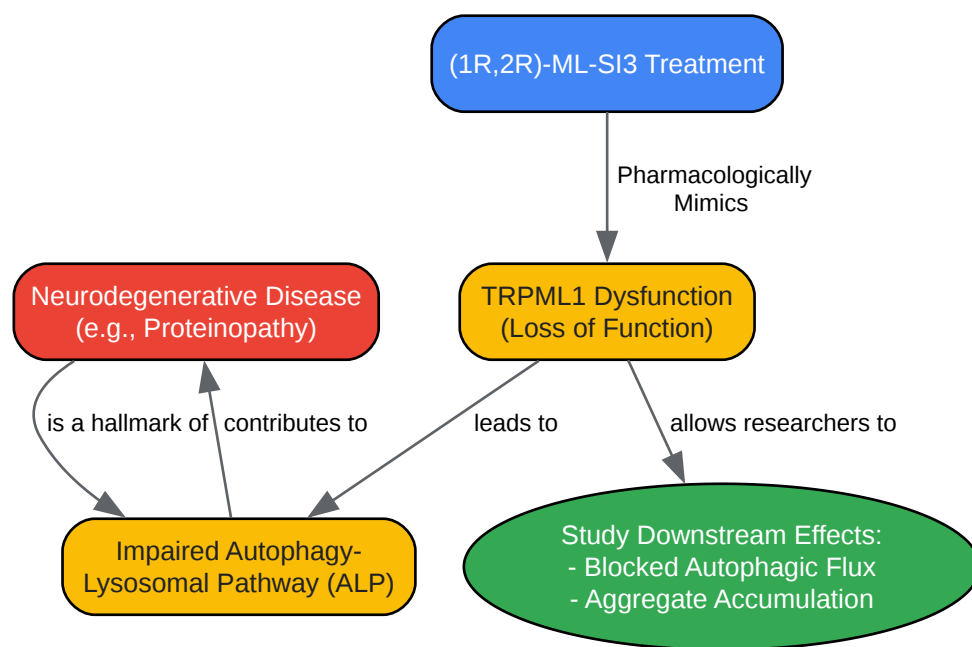 (1R,2R)-ML-SI3 Treatment
Pharmacologically
Mimics
Neurodegenerative Disease
(e.g., Proteinopathy)
TRPML1 Dysfunction
(Loss of Function)
is a hallmark of
contributes to
leads to
allows researchers to
Impaired Autophagy-
Lysosomal Pathway (ALP)
Study Downstream Effects:
- Blocked Autophagic Flux
- Aggregate Accumulation